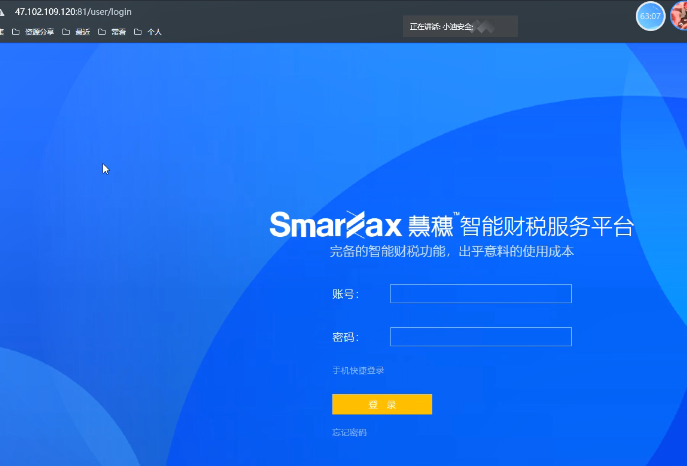 47.102.109.120:81/user/login
63:07
正在讲话: 小迪安全;
资源分享 最近 常看 个人
Smartax 慧穗™智能财税服务平台
完备的智能财税功能，出乎意料的使用成本
账号：
密码：
手机快捷登录
登 录
忘记密码